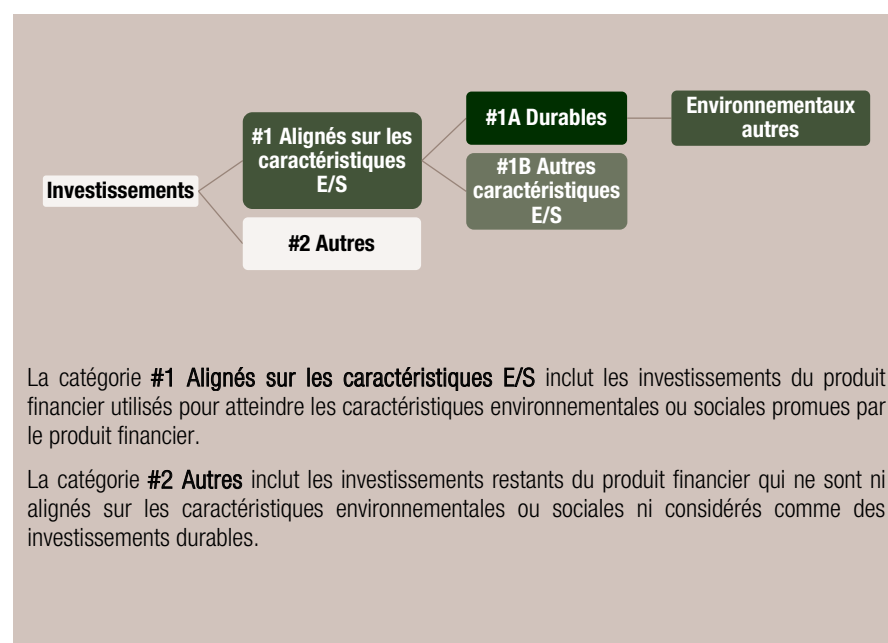 Investissements
#1 Alignés sur les
caractéristiques
E/S
#2 Autres
#1A Durables
#1B Autres
caractéristiques
E/S
Environnementaux
autres
La catégorie #1 Alignés sur les caractéristiques E/S inclut les investissements du produit
financier utilisés pour atteindre les caractéristiques environnementales ou sociales promues par
le produit financier.
La catégorie #2 Autres inclut les investissements restants du produit financier qui ne sont ni
alignés sur les caractéristiques environnementales ou sociales ni considérés comme des
investissements durables.